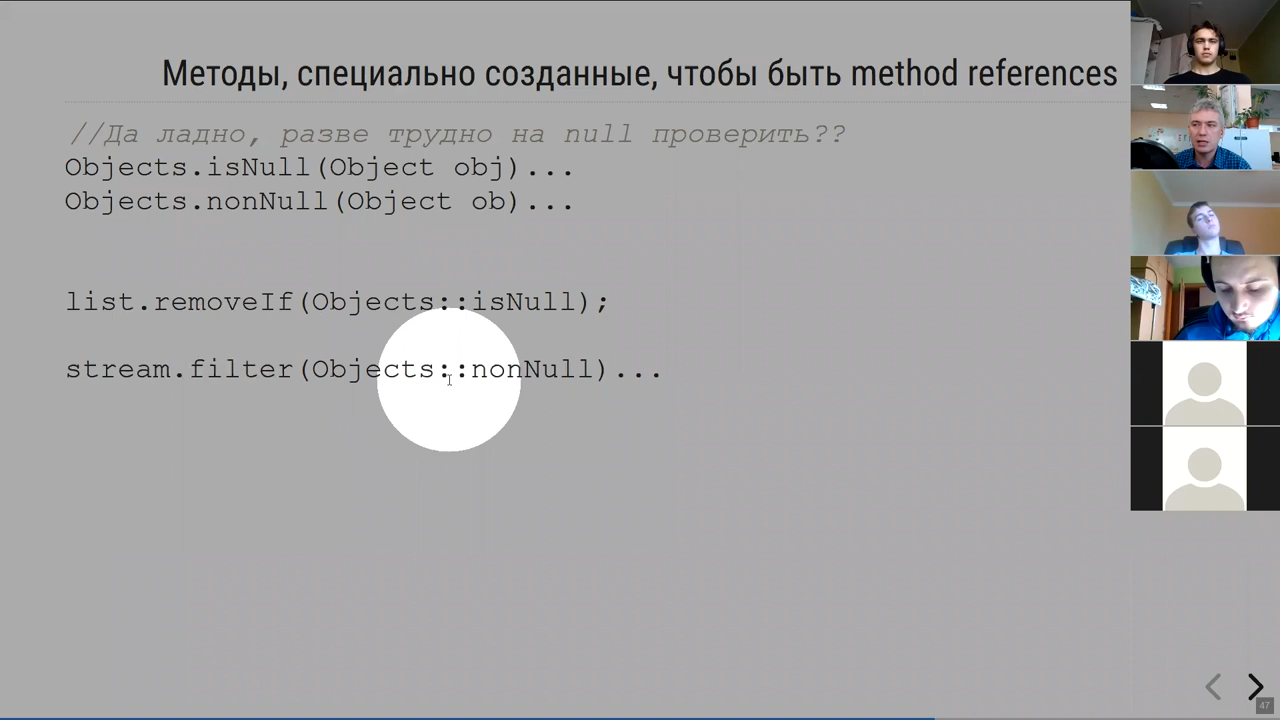 Методы, специально созданные, чтобы быть method references
//Да ладно, разве трудно на null проверить??
Objects.isNull(Object obj)...
Objects.nonNull(Object ob)...
list.removeIf(Objects::isNull);
stream.filter(Objects::nonNull)...
47